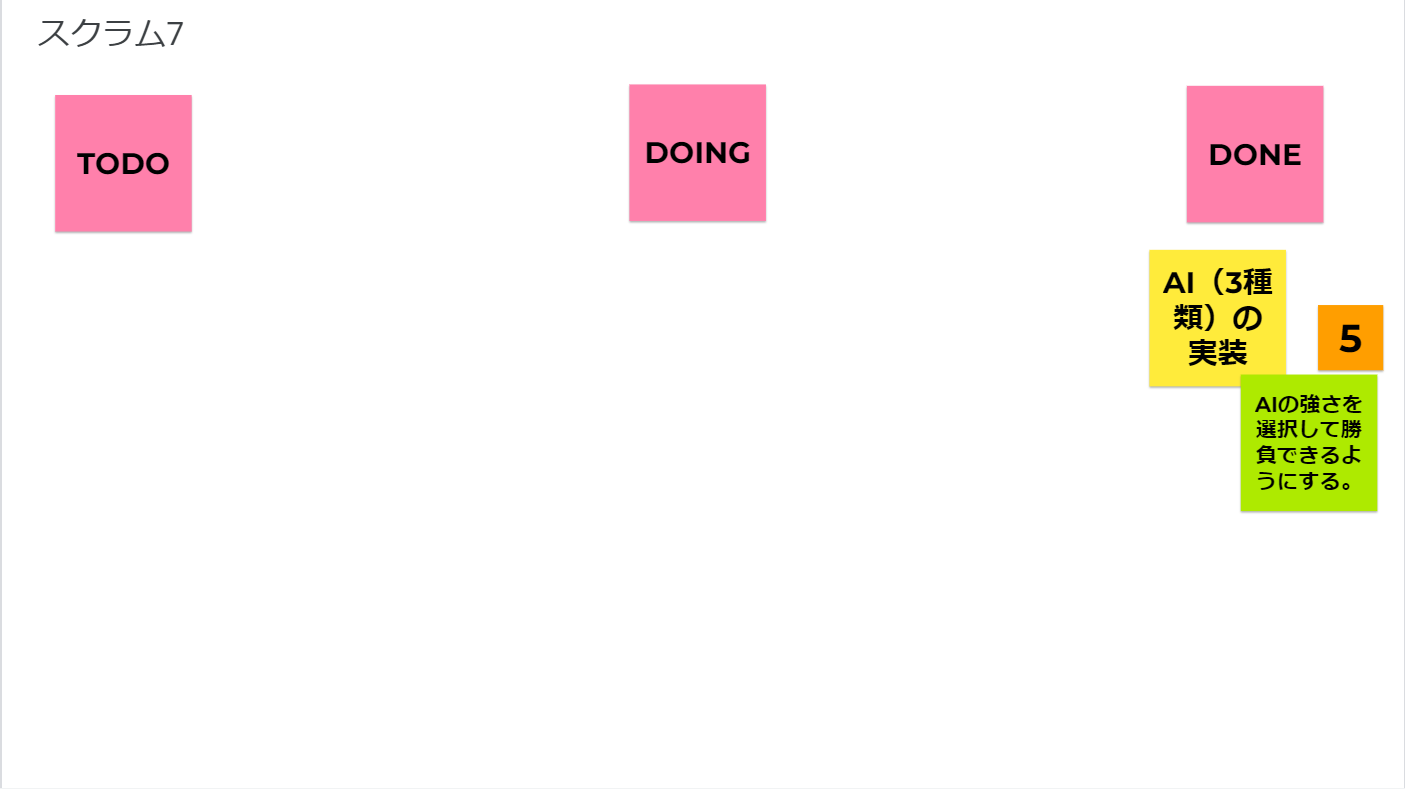 スクラム7
TODO
DOING
DONE
AI（3種
類）の
実装
5
AIの強さを
選択して勝
負できるよ
うにする。